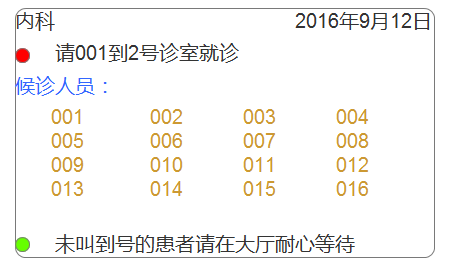 内科 2016年9月12日
请001到2号诊室就诊
候诊人员：
001 002 003 004
005 006 007 008
009 010 011 012
013 014 015 016
未叫到号的患者请在大厅耐心等待